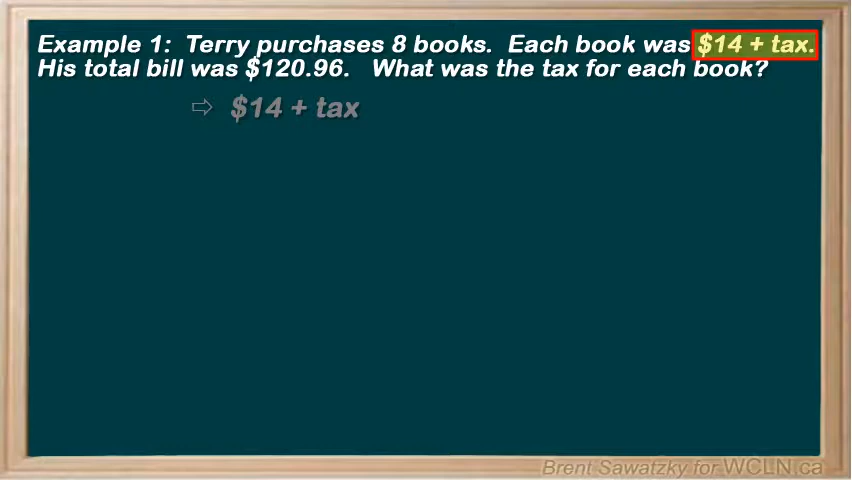 Example 1: Terry purchases 8 books. Each book was $14 + tax.
His total bill was $120.96. What was the tax for each book?
⇨ $14 + tax
Brent Sawatzky for WCLN.ca